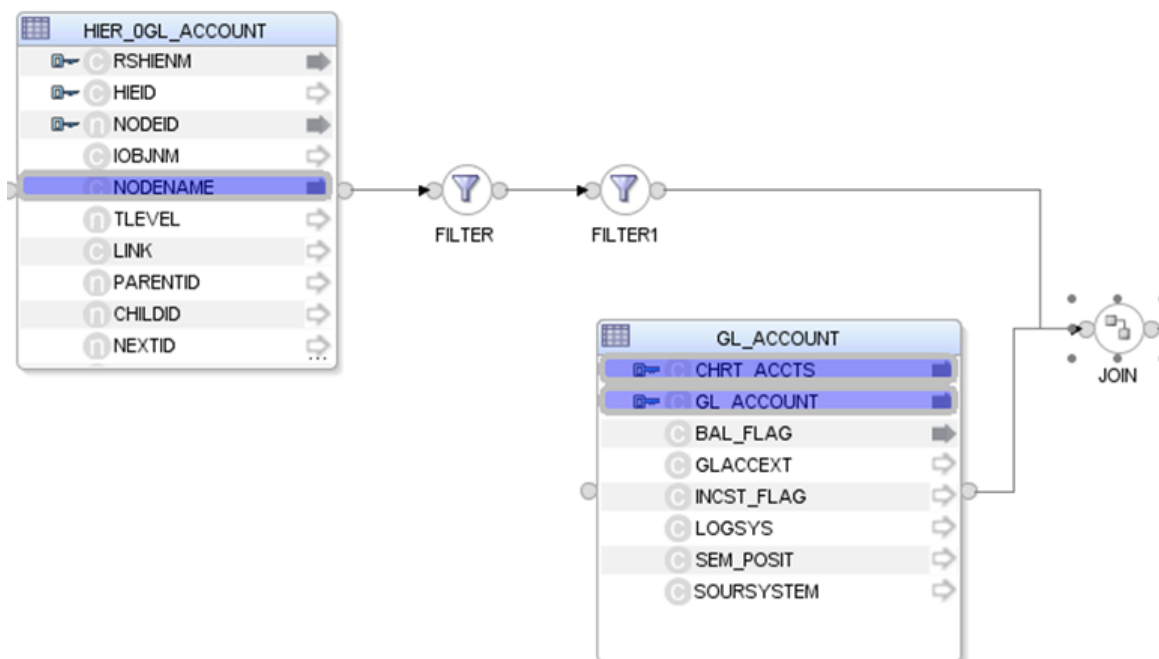 HIER_0GL_ACCOUNT
C RSHIENM
C HIEID
n NODEID
C IOBJNM
C NODENAME
n TLEVEL
C LINK
n PARENTID
n CHILDID
n NEXTID
...
FILTER
FILTER1
GL_ACCOUNT
C CHRT_ACCTS
C GL_ACCOUNT
C BAL_FLAG
C GLACCEXT
C INCST_FLAG
C LOGSYS
C SEM_POSIT
C SOURSYSTEM
JOIN